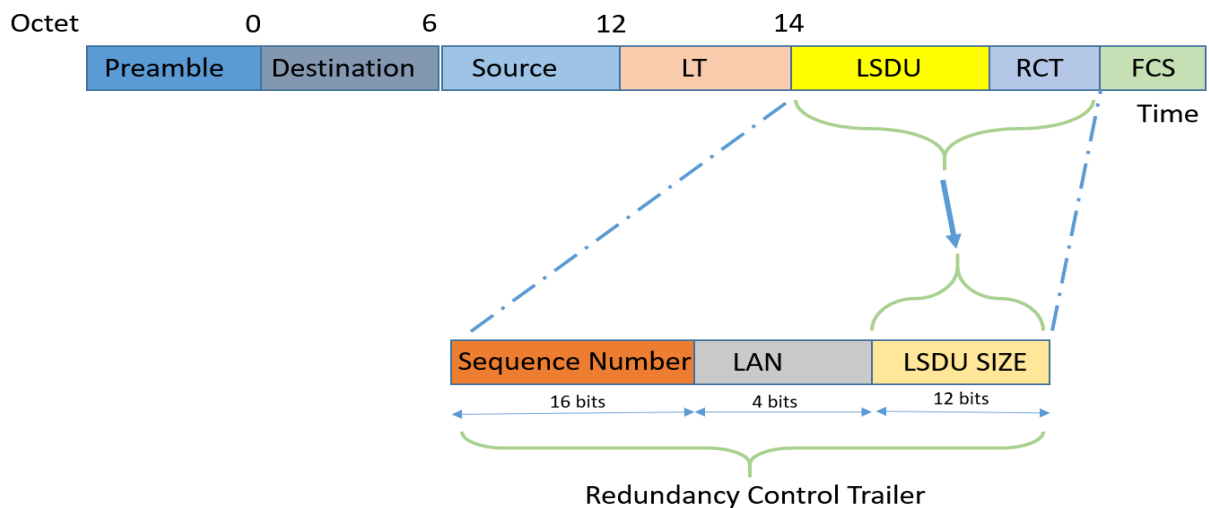 Octet 0 6 12 14
Preamble Destination Source LT LSDU RCT FCS
Time
Sequence Number LAN LSDU SIZE
16 bits 4 bits 12 bits
Redundancy Control Trailer